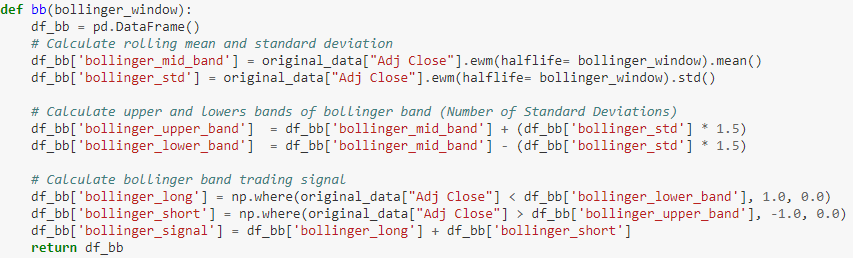 def bb(bollinger_window):
    df_bb = pd.DataFrame()
    # Calculate rolling mean and standard deviation
    df_bb['bollinger_mid_band'] = original_data["Adj Close"].ewm(halflife= bollinger_window).mean()
    df_bb['bollinger_std'] = original_data["Adj Close"].ewm(halflife= bollinger_window).std()

    # Calculate upper and lowers bands of bollinger band (Number of Standard Deviations)
    df_bb['bollinger_upper_band']  = df_bb['bollinger_mid_band'] + (df_bb['bollinger_std'] * 1.5)
    df_bb['bollinger_lower_band']  = df_bb['bollinger_mid_band'] - (df_bb['bollinger_std'] * 1.5)

    # Calculate bollinger band trading signal
    df_bb['bollinger_long'] = np.where(original_data["Adj Close"] < df_bb['bollinger_lower_band'], 1.0, 0.0)
    df_bb['bollinger_short'] = np.where(original_data["Adj Close"] > df_bb['bollinger_upper_band'], -1.0, 0.0)
    df_bb['bollinger_signal'] = df_bb['bollinger_long'] + df_bb['bollinger_short']
    return df_bb